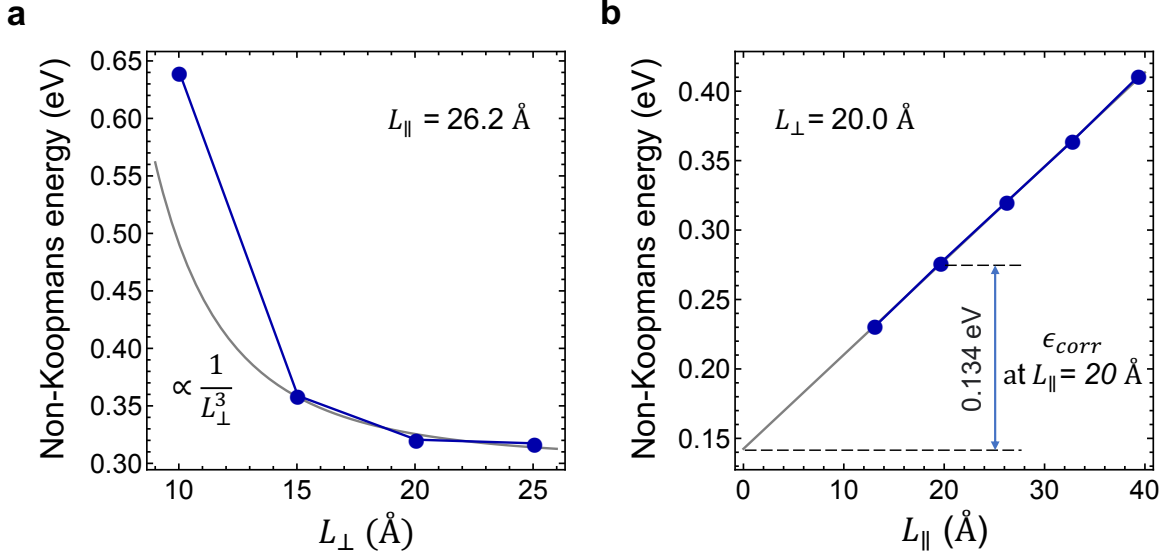 a
Non-Koopmans energy (eV)
0.65
0.60
0.55
0.50
0.45
0.40
0.35
0.30
L∥ = 26.2 Å
∝ 1/L⊥³
10
15
20
25
L⊥ (Å)
b
Non-Koopmans energy (eV)
0.40
0.35
0.30
0.25
0.20
0.15
L⊥ = 20.0 Å
0.134 eV
ϵcorr
at L∥ = 20 Å
0
10
20
30
40
L∥ (Å)